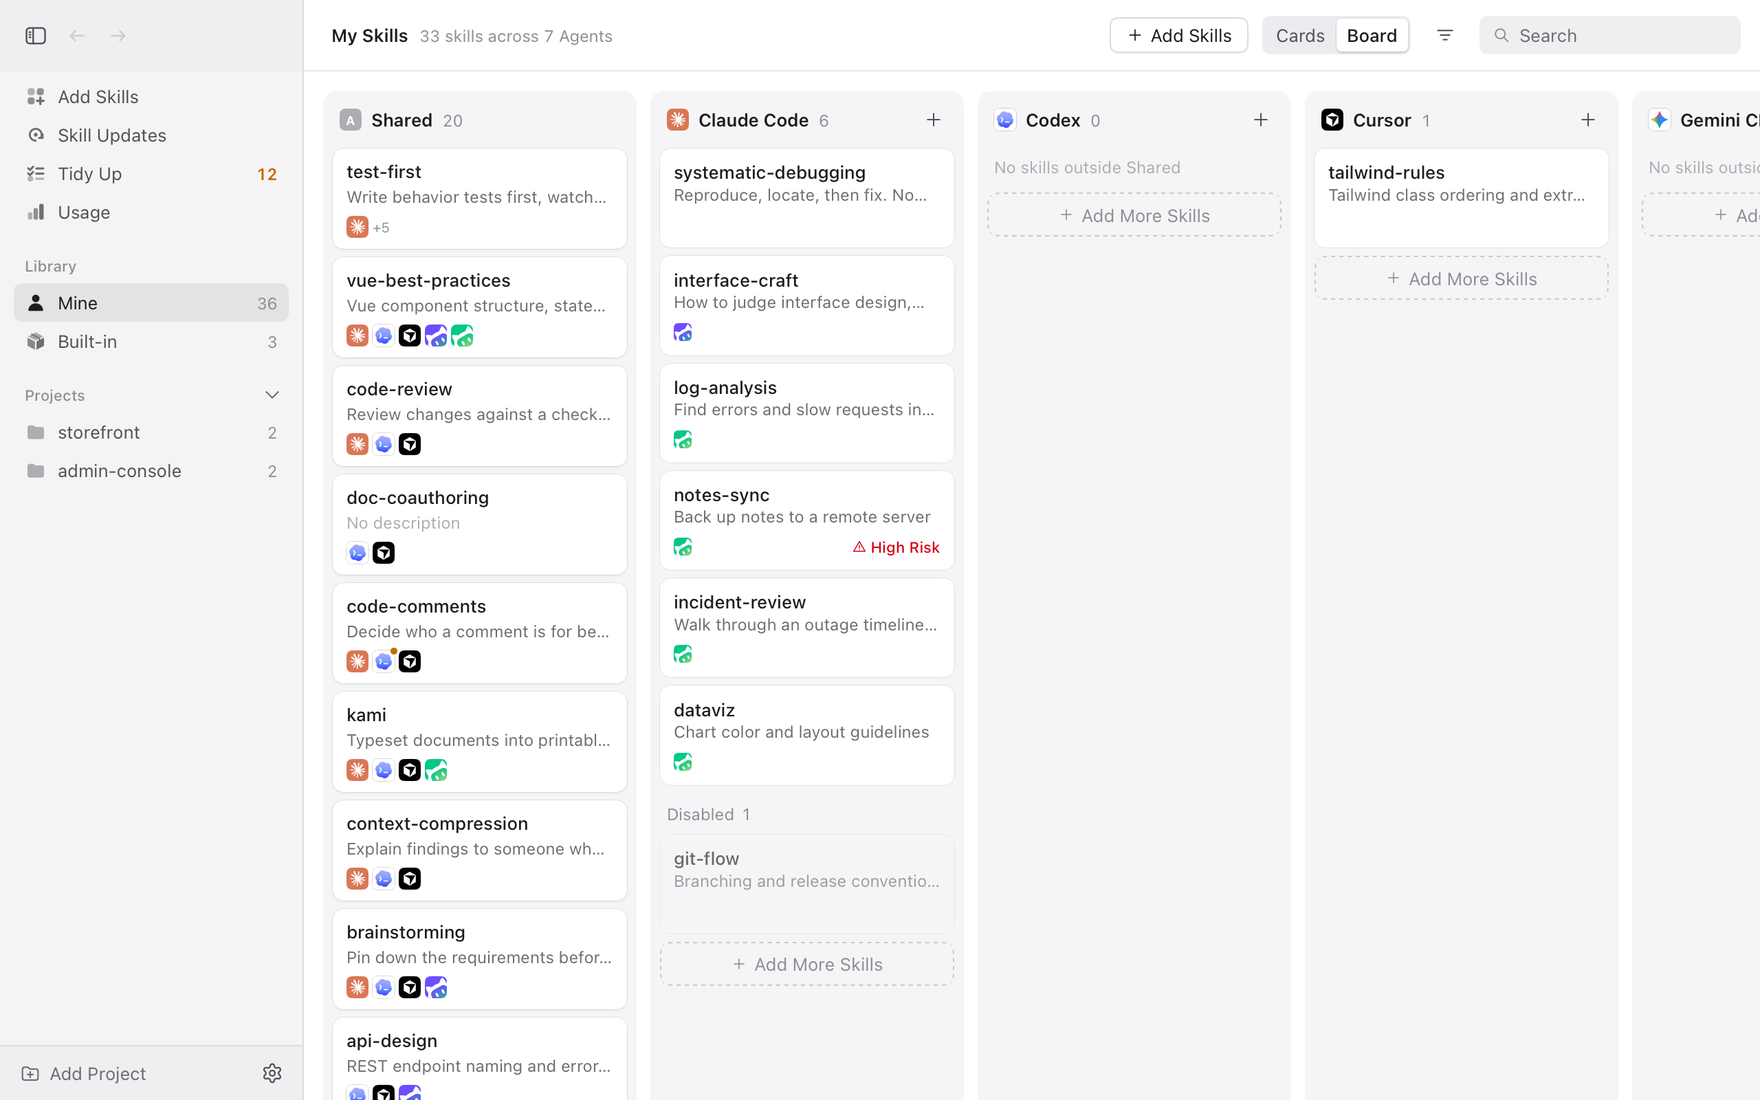 Add Skills
Skill Updates
Tidy Up 12
Usage
Library
Mine 36
Built-in 3
Projects
storefront 2
admin-console 2
Add Project
My Skills 33 skills across 7 Agents
+ Add Skills
Cards Board
Search
A Shared 20
test-first
Write behavior tests first, watch...
+5
vue-best-practices
Vue component structure, state...
code-review
Review changes against a check...
doc-coauthoring
No description
code-comments
Decide who a comment is for be...
kami
Typeset documents into printabl...
context-compression
Explain findings to someone wh...
brainstorming
Pin down the requirements befor...
api-design
REST endpoint naming and error...
Claude Code 6 +
systematic-debugging
Reproduce, locate, then fix. No...
interface-craft
How to judge interface design,...
log-analysis
Find errors and slow requests in...
notes-sync
Back up notes to a remote server
High Risk
incident-review
Walk through an outage timeline...
dataviz
Chart color and layout guidelines
Disabled 1
git-flow
Branching and release conventio...
+ Add More Skills
Codex 0 +
No skills outside Shared
+ Add More Skills
Cursor 1 +
tailwind-rules
Tailwind class ordering and extr...
+ Add More Skills
Gemini
No skills
+